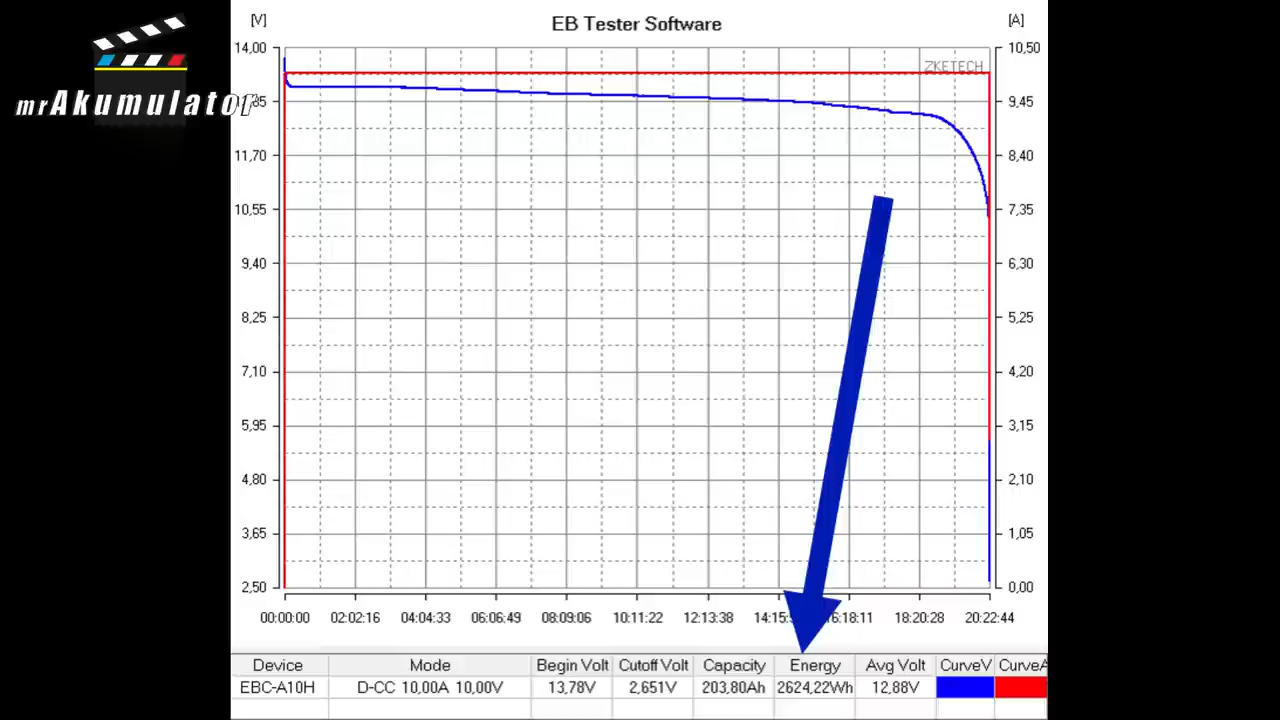 [V]
EB Tester Software
[A]
mrAkumulator
ZKETECH
14,00
10,50
9,45
11,70
8,40
10,55
7,35
9,40
6,30
8,25
5,25
7,10
4,20
5,95
3,15
4,80
2,10
3,65
1,05
2,50
0,00
00:00:00 02:02:16 04:04:33 06:06:49 08:09:06 10:11:22 12:13:38 16:18:11 18:20:28 20:22:44
Device Mode Begin Volt Cutoff Volt Capacity Energy Avg Volt CurveV CurveA
EBC-A10H D-CC 10,00A 10,00V 13,78V 2,651V 203,80Ah 2624,22Wh 12,88V